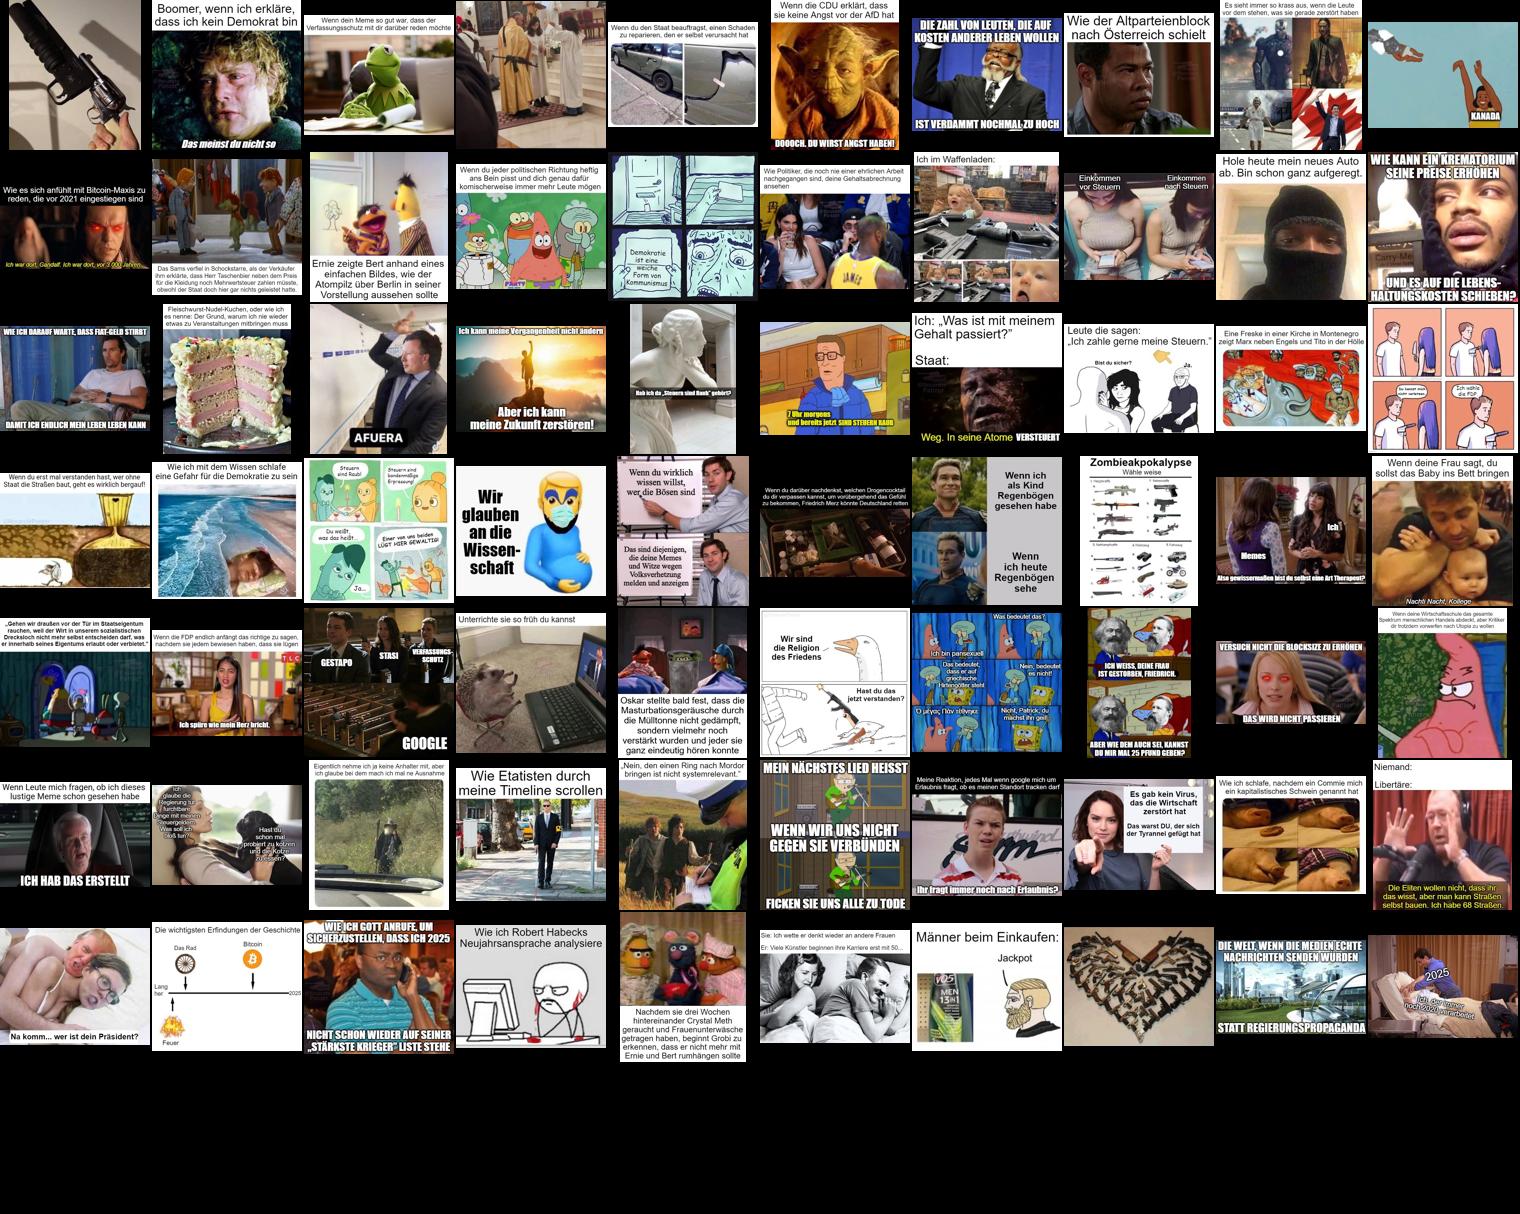 Boomer, wenn ich erkläre,
dass ich kein Demokrat bin
Das meinst du nicht so
Wenn dein Meme so gut war, dass der
Verfassungsschutz mit dir darüber reden möchte
Wenn du den Staat beauftragst, einen Schaden
zu reparieren, den er selbst verursacht hat
Wenn die CDU erklärt, dass
sie keine Angst vor der AfD hat
DOOOCH. DU WIRST ANGST HABEN!
DIE ZAHL VON LEUTEN, DIE AUF
KOSTEN ANDERER LEBEN WOLLEN
IST VERDAMMT NOCHMAL ZU HOCH
Wie der Altparteienblock
nach Österreich schielt
Es sieht immer so krass aus, wenn die Leute
vor dem stehen, was sie gerade zerstört haben
KANADA
Wie es sich anfühlt mit Bitcoin-Maxis zu
reden, die vor 2021 eingestiegen sind
Ich war dort, Gandalf. Ich war dort, vor 3.000 Jahren.
Das Sams verfiel in Schockstarre, als der Verkäufer
ihm erklärte, dass Herr Taschenbier neben dem Preis
für die Kleidung noch Mehrwertsteuer zahlen müsste,
obwohl der Staat doch hier gar nichts geleistet hatte.
Ernie zeigte Bert anhand eines
einfachen Bildes, wie der
Atompilz über Berlin in seiner
Vorstellung aussehen sollte
Wenn du jeder politischen Richtung heftig
ans Bein pisst und dich genau dafür
komischerweise immer mehr Leute mögen
PARTY
Demokratie
ist eine
weiche
Form von
Kommunismus
Wie Politiker, die noch nie einer ehrlichen Arbeit
nachgegangen sind, deine Gehaltsabrechnung
ansehen
Ich im Waffenladen:
Einkommen
vor Steuern
Einkommen
nach Steuern
Hole heute mein neues Auto
ab. Bin schon ganz aufgeregt.
WIE KANN EIN KREMATORIUM
SEINE PREISE ERHÖHEN
UND ES AUF DIE LEBENS-
HALTUNGSKOSTEN SCHIEBEN?
WIE ICH DARAUF WARTE, DASS FIAT-GELD STIRBT
DAMIT ICH ENDLICH MEIN LEBEN LEBEN KANN
Fleischwurst-Nudel-Kuchen, oder wie ich
es nenne: Der Grund, warum ich nie wieder
etwas zu Veranstaltungen mitbringen muss
AFUERA
Ich kann meine Vergangenheit nicht ändern
Aber ich kann
meine Zukunft zerstören!
Hab ich da „Steuern sind Raub“ gehört?
7 Uhr morgens
und bereits jetzt SIND STEUERN RAUB
Ich: „Was ist mit meinem
Gehalt passiert?”
Staat:
Weg. In seine Atome VERSTEUERT
Leute die sagen:
„Ich zahle gerne meine Steuern.”
Bist du sicher?
Ja.
Eine Freske in einer Kirche in Montenegro
zeigt Marx neben Engels und Tito in der Hölle
Du kannst mich
nicht verletzen.
Ich wähle
die FDP.
Wenn du erst mal verstanden hast, wer ohne
Staat die Straßen baut, geht es wirklich bergauf!
Wie ich mit dem Wissen schlafe
eine Gefahr für die Demokratie zu sein
Steuern
sind Raub!
Steuern sind
bandenmäßige
Erpressung!
Du weißt,
was das heißt...
Einer von uns beiden
LÜGT HIER GEWALTIG!
Ja...
Wir
glauben
an die
Wissen-
schaft
Wenn du wirklich
wissen willst,
wer die Bösen sind
Das sind diejenigen,
die deine Memes
und Witze wegen
Volksverhetzung
melden und anzeigen
Wenn du darüber nachdenkst, welchen Drogencocktail
du dir verpassen kannst, um vorübergehend das Gefühl
zu bekommen, Friedrich Merz könnte Deutschland retten
Wenn ich
als Kind
Regenbögen
gesehen habe
Wenn
ich heute
Regenbögen
sehe
Zombieakpokalypse
Wähle weise
Memes
Ich
Also gewissermaßen bist du selbst eine Art Therapeut?
Wenn deine Frau sagt, du
sollst das Baby ins Bett bringen
Nachti Nacht, Kollege
„Gehen wir draußen vor der Tür im Staatseigentum
rauchen, weil der Wirt in unserem sozialistischen
Drecksloch nicht mehr selbst entscheiden darf, was
er innerhalb seines Eigentums erlaubt oder verbietet.”
Wenn die FDP endlich anfängt das richtige zu sagen,
nachdem sie jedem bewiesen haben, dass sie lügen
TLC
Ich spüre wie mein Herz bricht.
GESTAPO
STASI
VERFASSUNGS-
SCHUTZ
GOOGLE
Unterrichte sie so früh du kannst
Oskar stellte bald fest, dass die
Masturbationsgeräusche durch
die Mülltonne nicht gedämpft,
sondern vielmehr noch
verstärkt wurden und jeder sie
ganz eindeutig hören konnte
Wir sind
die Religion
des Friedens
Hast du das
jetzt verstanden?
Was bedeutet das?
Ich bin pansexuell
Das bedeutet,
dass er auf
griechische
Hirtengötter steht
Nein, bedeutet
es nicht!
Ὁ μέγας Πὰν τέθνηκε
Nicht, Patrick, du
machst ihn geil!
ICH WEISS, DEINE FRAU
IST GESTORBEN, FRIEDRICH.
ABER WIE DEM AUCH SEI, KANNST
DU MIR MAL 25 PFUND GEBEN?
VERSUCH NICHT DIE BLOCKSIZE ZU ERHÖHEN
DAS WIRD NICHT PASSIEREN
Wenn deine Wirtschaftsschule das gesamte
Spektrum menschlichen Handels abdeckt, aber Kritiker
dir trotzdem vorwerfen nach Utopia zu wollen
Wenn Leute mich fragen, ob ich dieses
lustige Meme schon gesehen habe
ICH HAB DAS ERSTELLT
Ich
glaube die
Regierung tut
furchtbare
Dinge mit meinen
Steuergeldern.
Was soll ich
bloß tun?
Hast du
schon mal
probiert zu kotzen
und die Kotze
zu essen?
Eigentlich nehme ich ja keine Anhalter mit, aber
ich glaube bei dem mach ich mal ne Ausnahme
Wie Etatisten durch
meine Timeline scrollen
„Nein, den einen Ring nach Mordor
bringen ist nicht systemrelevant.”
MEIN NÄCHSTES LIED HEISST
WENN WIR UNS NICHT
GEGEN SIE VERBÜNDEN
FICKEN SIE UNS ALLE ZU TODE
Meine Reaktion, jedes Mal wenn google mich um
Erlaubnis fragt, ob es meinen Standort tracken darf
Ihr fragt immer noch nach Erlaubnis?
Es gab kein Virus,
das die Wirtschaft
zerstört hat
Das warst DU, der sich
der Tyrannei gefügt hat
Wie ich schlafe, nachdem ein Commie mich
ein kapitalistisches Schwein genannt hat
Niemand:
Libertäre:
Die Eliten wollen nicht, dass ihr
das wisst, aber man kann Straßen
selbst bauen. Ich habe 68 Straßen.
Na komm... wer ist dein Präsident?
Die wichtigsten Erfindungen der Geschichte
Das Rad
Bitcoin
Lang
her
2025
Feuer
WIE ICH GOTT ANRUFE, UM
SICHERZUSTELLEN, DASS ICH 2025
NICHT SCHON WIEDER AUF SEINER
„STÄRKSTE KRIEGER” LISTE STEHE
Wie ich Robert Habecks
Neujahrsansprache analysiere
Nachdem sie drei Wochen
hintereinander Crystal Meth
geraucht und Frauenunterwäsche
getragen haben, beginnt Grobi zu
erkennen, dass er nicht mehr mit
Ernie und Bert rumhängen sollte
Sie: Ich wette er denkt wieder an andere Frauen
Er: Viele Künstler beginnen ihre Karriere erst mit 50...
Männer beim Einkaufen:
Jackpot
VO5
MEN
13IN1
DIE WELT, WENN DIE MEDIEN ECHTE
NACHRICHTEN SENDEN WÜRDEN
STATT REGIERUNGSPROPAGANDA
2025
Ich, der immer
noch 2020 verarbeitet